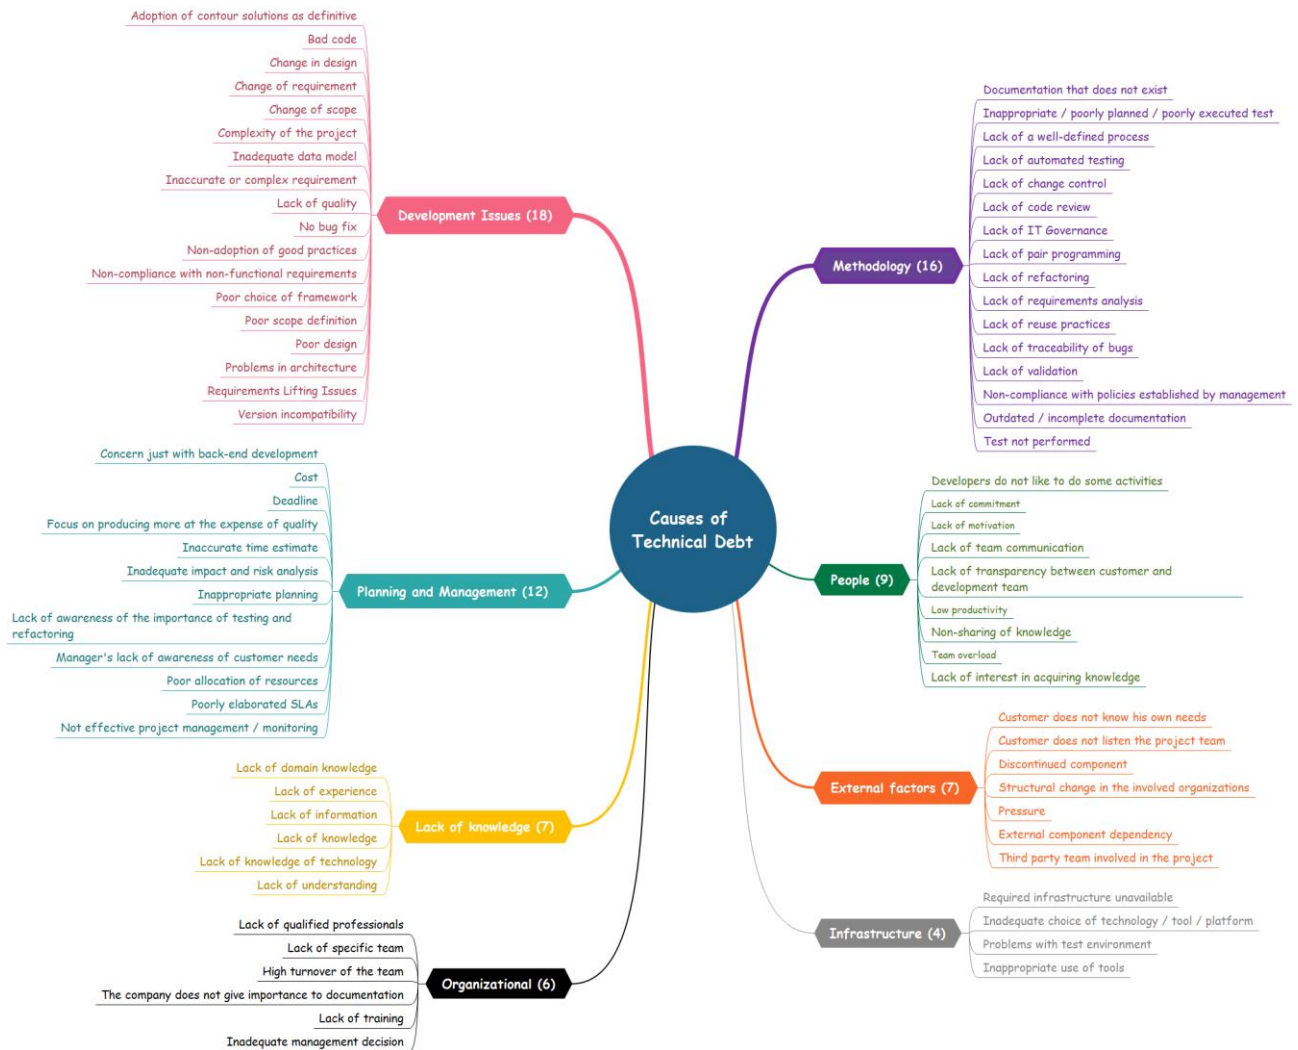 Adoption of contour solutions as definitive
Bad code
Change in design
Change of requirement
Change of scope
Complexity of the project
Inadequate data model
Inaccurate or complex requirement
Lack of quality
No bug fix
Non-adoption of good practices
Non-compliance with non-functional requirements
Poor choice of framework
Poor scope definition
Poor design
Problems in architecture
Requirements Lifting Issues
Version incompatibility
Development Issues (18)
Concern just with back-end development
Cost
Deadline
Focus on producing more at the expense of quality
Inaccurate time estimate
Inadequate impact and risk analysis
Inappropriate planning
Lack of awareness of the importance of testing and
refactoring
Manager's lack of awareness of customer needs
Poor allocation of resources
Poorly elaborated SLAs
Not effective project management / monitoring
Planning and Management (12)
Lack of domain knowledge
Lack of experience
Lack of information
Lack of knowledge
Lack of knowledge of technology
Lack of understanding
Lack of knowledge (7)
Lack of qualified professionals
Lack of specific team
High turnover of the team
The company does not give importance to documentation
Lack of training
Inadequate management decision
Organizational (6)
Causes of
Technical Debt
Methodology (16)
Documentation that does not exist
Inappropriate / poorly planned / poorly executed test
Lack of a well-defined process
Lack of automated testing
Lack of change control
Lack of code review
Lack of IT Governance
Lack of pair programming
Lack of refactoring
Lack of requirements analysis
Lack of reuse practices
Lack of traceability of bugs
Lack of validation
Non-compliance with policies established by management
Outdated / incomplete documentation
Test not performed
People (9)
Developers do not like to do some activities
Lack of commitment
Lack of motivation
Lack of team communication
Lack of transparency between customer and
development team
Low productivity
Non-sharing of knowledge
Team overload
Lack of interest in acquiring knowledge
External factors (7)
Customer does not know his own needs
Customer does not listen the project team
Discontinued component
Structural change in the involved organizations
Pressure
External component dependency
Third party team involved in the project
Infrastructure (4)
Required infrastructure unavailable
Inadequate choice of technology / tool / platform
Problems with test environment
Inappropriate use of tools